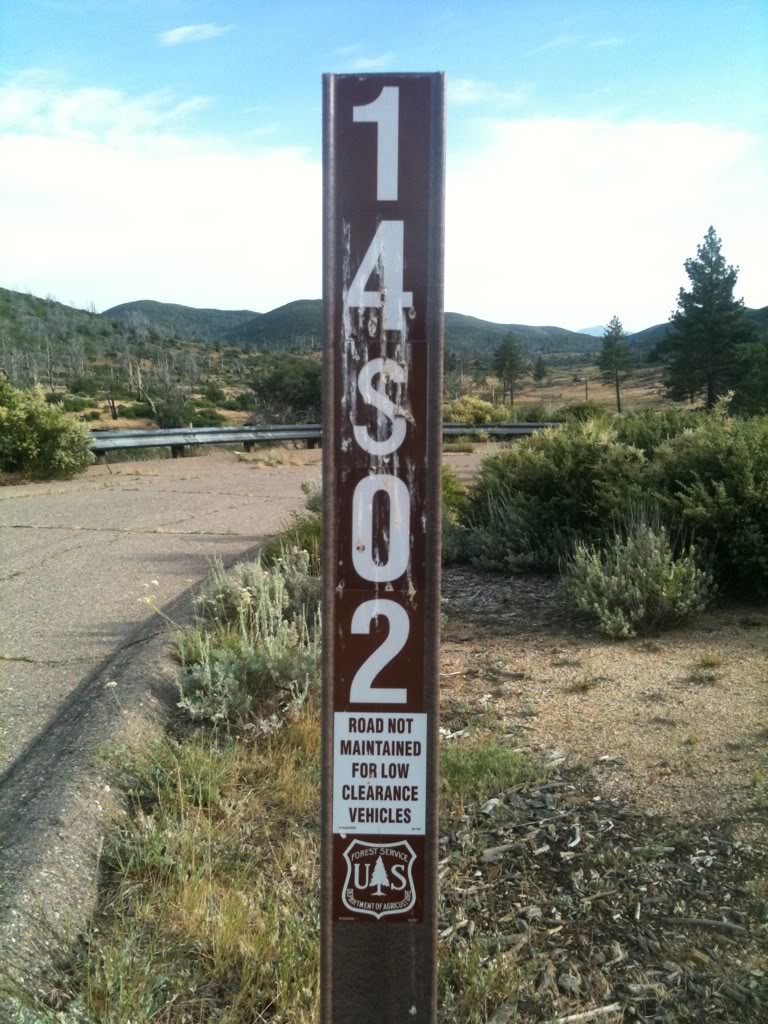 1
4
S
0
2
ROAD NOT
MAINTAINED
FOR LOW
CLEARANCE
VEHICLES
FOREST SERVICE
U S
DEPARTMENT OF AGRICULTURE